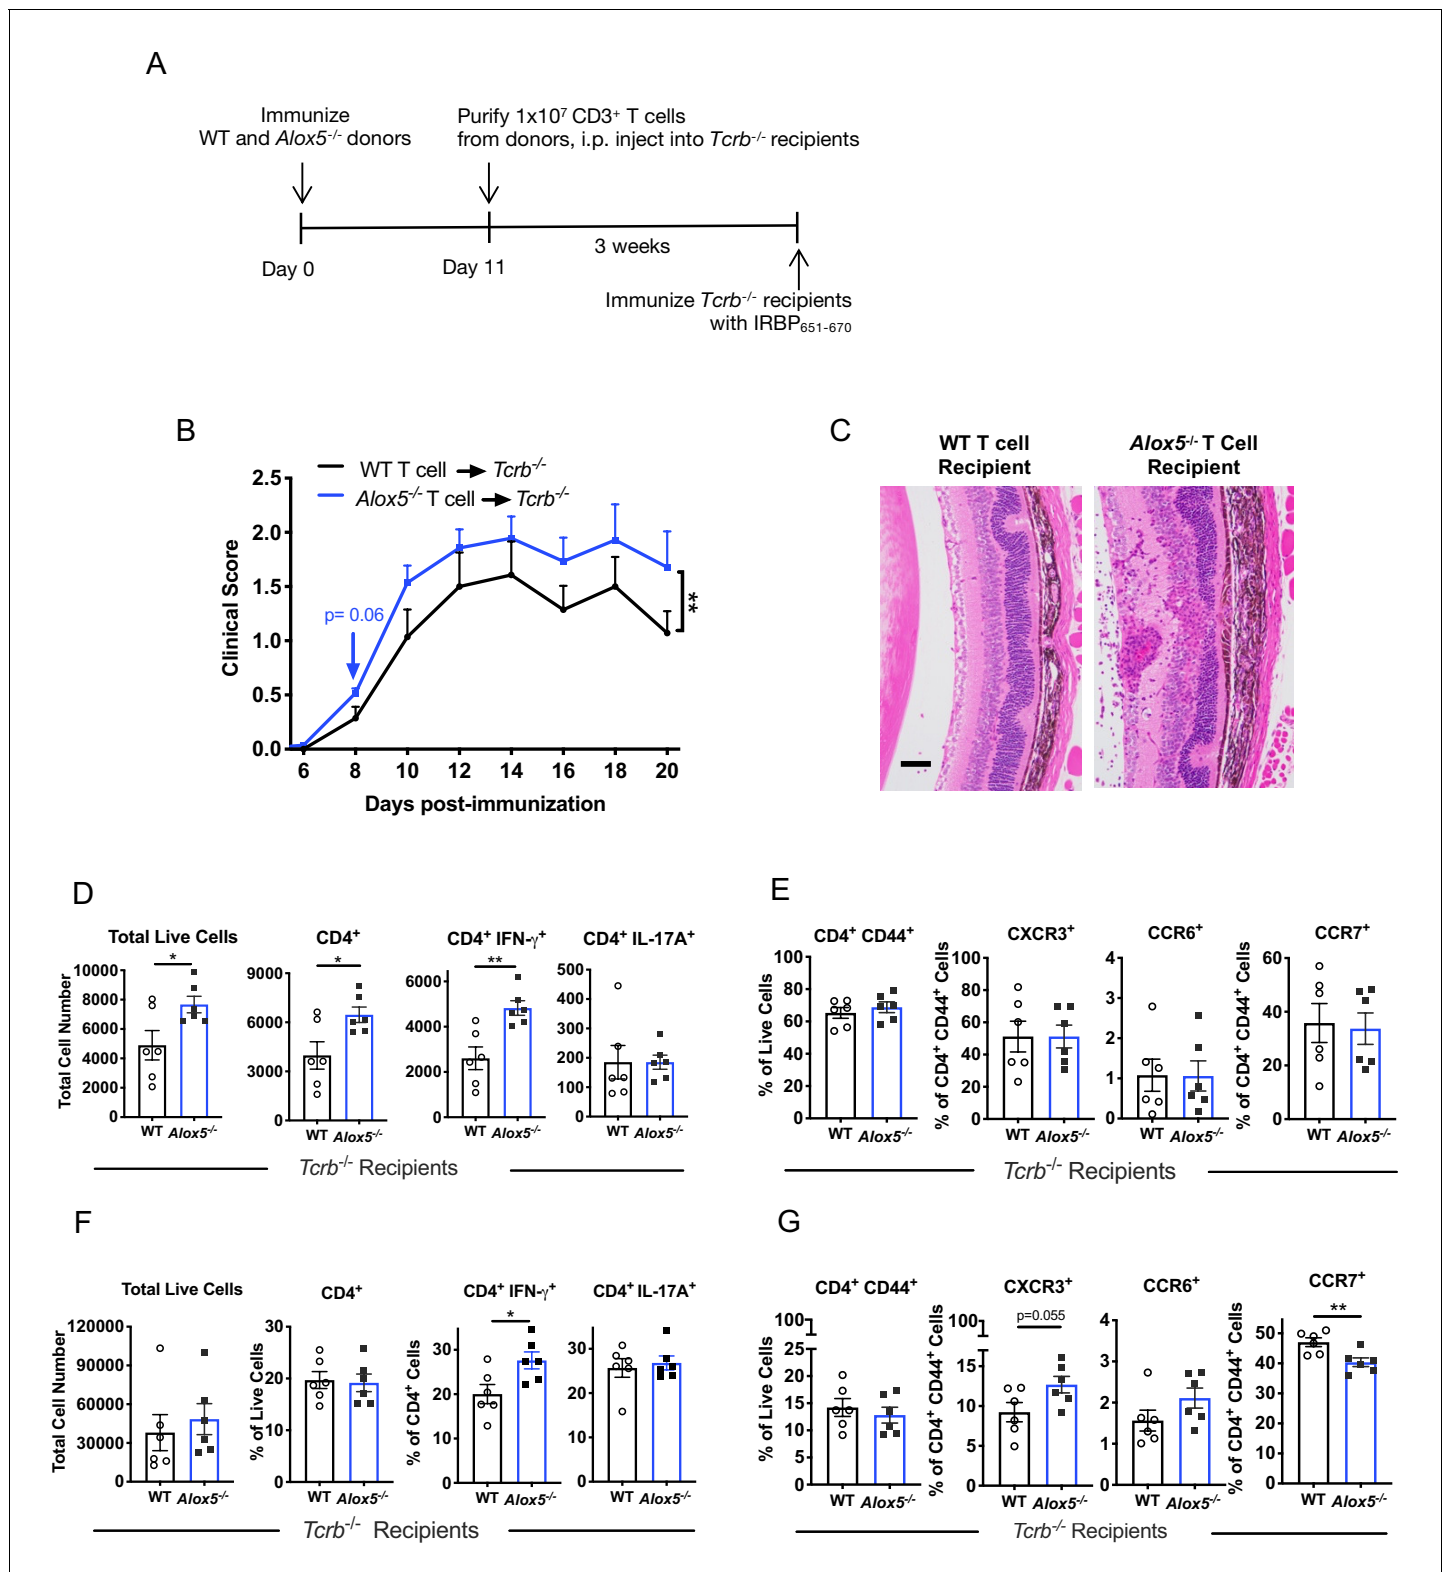 A
Immunize
WT and Alox5-/- donors
Purify 1x10⁷ CD3⁺ T cells
from donors, i.p. inject into Tcrb-/- recipients
Day 0
Day 11
3 weeks
Immunize Tcrb-/- recipients
with IRBP651-670
B
WT T cell Tcrb-/-
Alox5-/- T cell Tcrb-/-
Clinical Score
2.5
2.0
1.5
1.0
0.5
0.0
p= 0.06
**
6 8 10 12 14 16 18 20
Days post-immunization
C
WT T cell
Recipient
Alox5-/- T Cell
Recipient
D
Total Live Cells
Total Cell Number
10000
8000
6000
4000
2000
0
*
WT Alox5-/-
CD4⁺
9000
6000
3000
0
*
WT Alox5-/-
CD4⁺ IFN-γ⁺
6000
4000
2000
0
**
WT Alox5-/-
CD4⁺ IL-17A⁺
500
400
300
200
100
0
WT Alox5-/-
Tcrb-/- Recipients
E
CD4⁺ CD44⁺
% of Live Cells
100
80
60
40
20
0
WT Alox5-/-
CXCR3⁺
% of CD4⁺ CD44⁺ Cells
100
80
60
40
20
0
WT Alox5-/-
CCR6⁺
4
3
2
1
0
WT Alox5-/-
CCR7⁺
% of CD4⁺ CD44⁺ Cells
60
40
20
0
WT Alox5-/-
Tcrb-/- Recipients
F
Total Live Cells
Total Cell Number
120000
90000
60000
30000
0
WT Alox5-/-
CD4⁺
% of Live Cells
30
20
10
0
WT Alox5-/-
CD4⁺ IFN-γ⁺
% of CD4⁺ Cells
30
20
10
0
*
WT Alox5-/-
CD4⁺ IL-17A⁺
30
20
10
0
WT Alox5-/-
Tcrb-/- Recipients
G
CD4⁺ CD44⁺
% of Live Cells
100
25
20
15
10
5
0
WT Alox5-/-
CXCR3⁺
% of CD4⁺ CD44⁺ Cells
100
15
10
5
0
p=0.055
WT Alox5-/-
CCR6⁺
4
3
2
1
0
WT Alox5-/-
CCR7⁺
% of CD4⁺ CD44⁺ Cells
50
40
30
20
10
0
**
WT Alox5-/-
Tcrb-/- Recipients